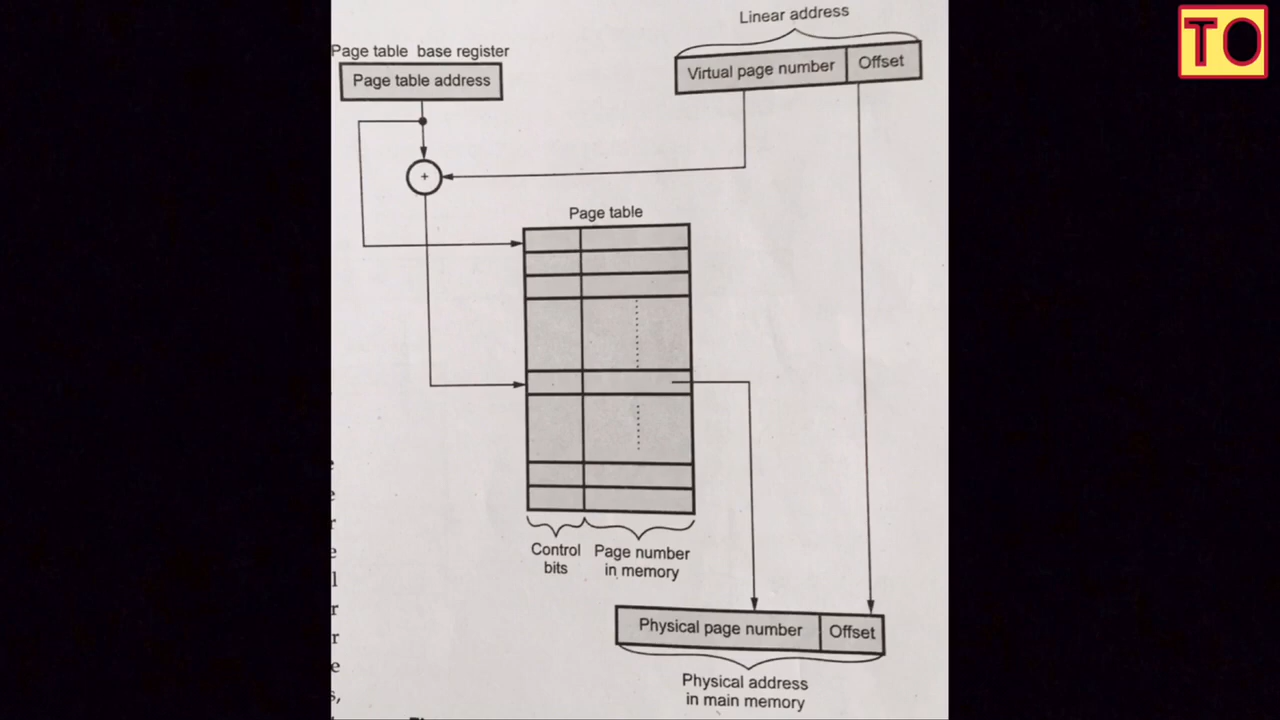 TO
Linear address
Page table base register
Page table address
Virtual page number
Offset
+
Page table
Control
bits
Page number
in memory
Physical page number
Offset
Physical address
in main memory
e
e
r
e
l
r
r
e
s,